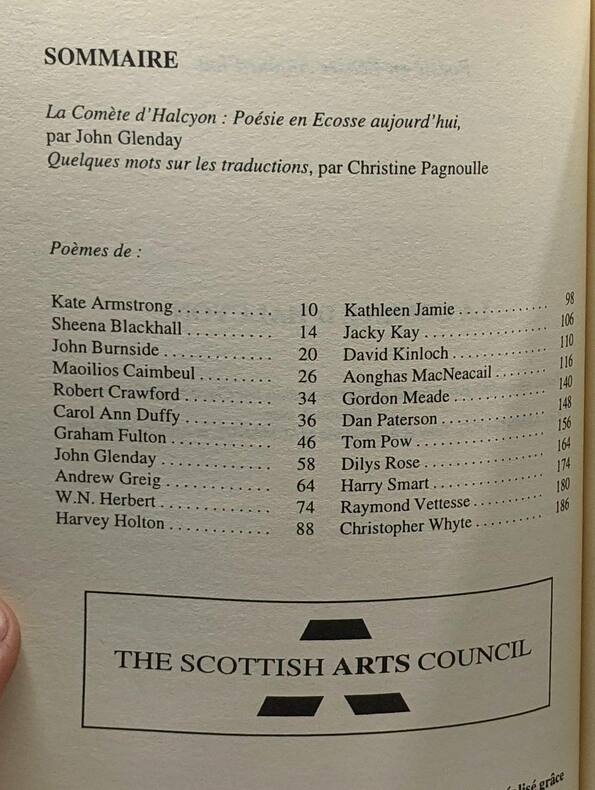 SOMMAIRE
La Comète d'Halcyon : Poésie en Ecosse aujourd'hui,
par John Glenday
Quelques mots sur les traductions, par Christine Pagnoulle
Poèmes de :
Kate Armstrong . . . . . . . . . . . 10
Sheena Blackhall . . . . . . . . . . 14
John Burnside . . . . . . . . . . . . 20
Maoilios Caimbeul . . . . . . . . . 26
Robert Crawford . . . . . . . . . . 34
Carol Ann Duffy . . . . . . . . . . 36
Graham Fulton . . . . . . . . . . . . 46
John Glenday . . . . . . . . . . . . . 58
Andrew Greig . . . . . . . . . . . . . 64
W.N. Herbert . . . . . . . . . . . . . 74
Harvey Holton . . . . . . . . . . . . 88
Kathleen Jamie . . . . . . . . . . . . 98
Jacky Kay . . . . . . . . . . . . . . . . 106
David Kinloch . . . . . . . . . . . . 110
Aonghas MacNeacail . . . . . . . 116
Gordon Meade . . . . . . . . . . . . 140
Dan Paterson . . . . . . . . . . . . . 148
Tom Pow . . . . . . . . . . . . . . . . 156
Dilys Rose . . . . . . . . . . . . . . . 164
Harry Smart . . . . . . . . . . . . . . 174
Raymond Vettesse . . . . . . . . . 180
Christopher Whyte . . . . . . . . . 186
THE SCOTTISH ARTS COUNCIL
grâce